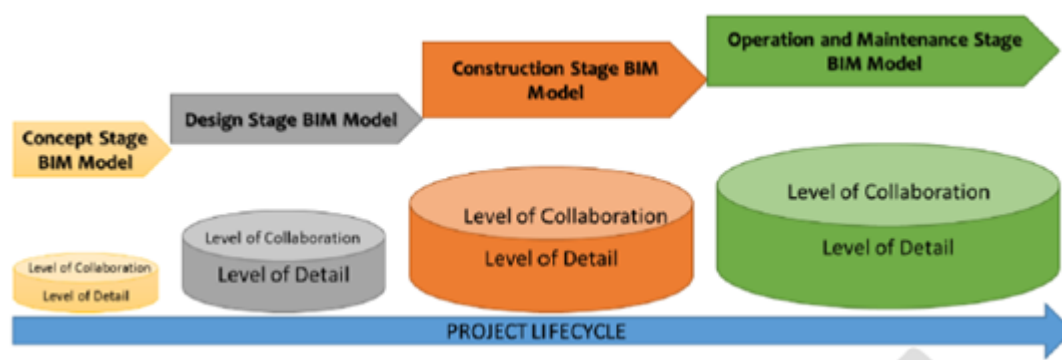 Concept Stage
BIM Model
Design Stage BIM Model
Construction Stage BIM
Model
Operation and Maintenance Stage
BIM Model
Level of Collaboration
Level of Detail
Level of Collaboration
Level of Detail
Level of Collaboration
Level of Detail
Level of Collaboration
Level of Detail
PROJECT LIFECYCLE